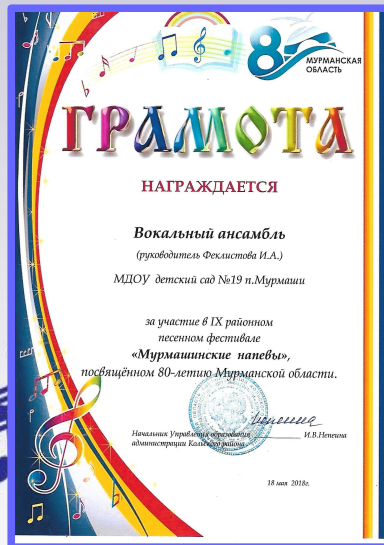 80
МУРМАНСКАЯ
ОБЛАСТЬ
ГРАМОТА
НАГРАЖДАЕТСЯ
Вокальный ансамбль
(руководитель Феклистова И.А.)
МДОУ детский сад №19 п.Мурмаши
за участие в IX районном
песенном фестивале
«Мурмашинские напевы»,
посвящённом 80-летию Мурманской области.
Начальник Управления образования
администрации Кольского района И.В.Непеина
18 мая 2018г.